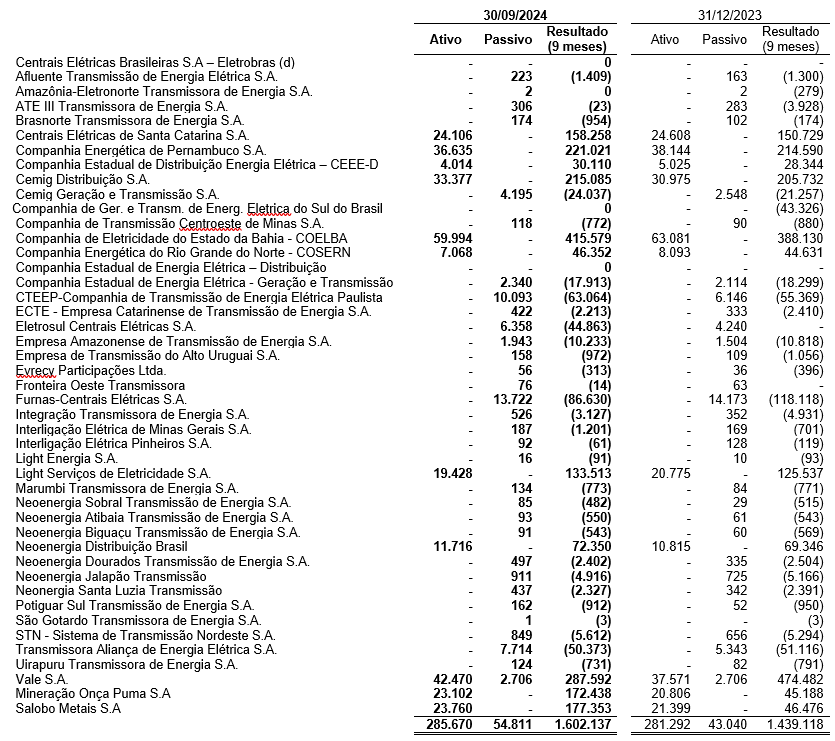 30/09/2024 31/12/2023
Ativo Passivo Resultado (9 meses) Ativo Passivo Resultado (9 meses)
Centrais Elétricas Brasileiras S.A – Eletrobras (d) - - 0 - - -
Afluente Transmissão de Energia Elétrica S.A. - 223 (1.409) - 163 (1.300)
Amazônia-Eletronorte Transmissora de Energia S.A. - 2 0 - 2 (279)
ATE III Transmissora de Energia S.A. - 306 (23) - 283 (3.928)
Brasnorte Transmissora de Energia S.A. - 174 (954) - 102 (174)
Centrais Elétricas de Santa Catarina S.A. 24.106 - 158.258 24.608 - 150.729
Companhia Energética de Pernambuco S.A. 36.635 - 221.021 38.144 - 214.590
Companhia Estadual de Distribuição Energia Elétrica – CEEE-D 4.014 - 30.110 5.025 - 28.344
Cemig Distribuição S.A. 33.377 - 215.085 30.975 - 205.732
Cemig Geração e Transmissão S.A. - 4.195 (24.037) - 2.548 (21.257)
Companhia de Ger. e Transm. de Energ. Eletrica do Sul do Brasil - - 0 - - (43.326)
Companhia de Transmissão Centroeste de Minas S.A. - 118 (772) - 90 (880)
Companhia de Eletricidade do Estado da Bahia - COELBA 59.994 - 415.579 63.081 - 388.130
Companhia Energética do Rio Grande do Norte - COSERN 7.068 - 46.352 8.093 - 44.631
Companhia Estadual de Energia Elétrica – Distribuição - - 0 - - -
Companhia Estadual de Energia Elétrica - Geração e Transmissão - 2.340 (17.913) - 2.114 (18.299)
CTEEP-Companhia de Transmissão de Energia Elétrica Paulista - 10.093 (63.064) - 6.146 (55.369)
ECTE - Empresa Catarinense de Transmissão de Energia S.A. - 422 (2.213) - 333 (2.410)
Eletrosul Centrais Elétricas S.A. - 6.358 (44.863) - 4.240 -
Empresa Amazonense de Transmissão de Energia S.A. - 1.943 (10.233) - 1.504 (10.818)
Empresa de Transmissão do Alto Uruguai S.A. - 158 (972) - 109 (1.056)
Evrecy Participações Ltda. - 56 (313) - 36 (396)
Fronteira Oeste Transmissora - 76 (14) - 63 -
Furnas-Centrais Elétricas S.A. - 13.722 (86.630) - 14.173 (118.118)
Integração Transmissora de Energia S.A. - 526 (3.127) - 352 (4.931)
Interligação Elétrica de Minas Gerais S.A. - 187 (1.201) - 169 (701)
Interligação Elétrica Pinheiros S.A. - 92 (61) - 128 (119)
Light Energia S.A. - 16 (91) - 10 (93)
Light Serviços de Eletricidade S.A. 19.428 - 133.513 20.775 - 125.537
Marumbi Transmissora de Energia S.A. - 134 (773) - 84 (771)
Neoenergia Sobral Transmissão de Energia S.A. - 85 (482) - 29 (515)
Neoenergia Atibaia Transmissão de Energia S.A. - 93 (550) - 61 (543)
Neoenergia Biguaçu Transmissão de Energia S.A. - 91 (543) - 60 (569)
Neoenergia Distribuição Brasil 11.716 - 72.350 10.815 - 69.346
Neoenergia Dourados Transmissão de Energia S.A. - 497 (2.402) - 335 (2.504)
Neoenergia Jalapão Transmissão - 911 (4.916) - 725 (5.166)
Neonergia Santa Luzia Transmissão - 437 (2.327) - 342 (2.391)
Potiguar Sul Transmissão de Energia S.A. - 162 (912) - 52 (950)
São Gotardo Transmissora de Energia S.A. - 1 (3) - - (3)
STN - Sistema de Transmissão Nordeste S.A. - 849 (5.612) - 656 (5.294)
Transmissora Aliança de Energia Elétrica S.A. - 7.714 (50.373) - 5.343 (51.116)
Uirapuru Transmissora de Energia S.A. - 124 (731) - 82 (791)
Vale S.A. 42.470 2.706 287.592 37.571 2.706 474.482
Mineração Onça Puma S.A 23.102 - 172.438 20.806 - 45.188
Salobo Metais S.A 23.760 - 177.353 21.399 - 46.476
285.670 54.811 1.602.137 281.292 43.040 1.439.118